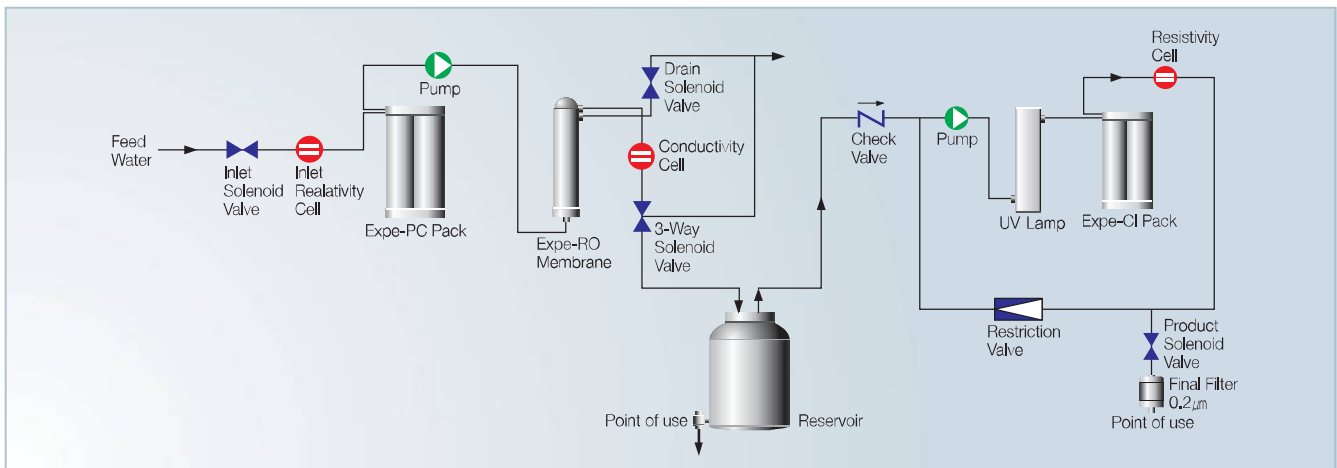 Feed
Water
Inlet
Solenoid
Valve
Inlet
Realativity
Cell
Pump
Expe-PC Pack
Expe-RO
Membrane
Drain
Solenoid
Valve
Conductivity
Cell
3-Way
Solenoid
Valve
Point of use
Reservoir
Check
Valve
Pump
UV Lamp
Expe-CI Pack
Resistivity
Cell
Restriction
Valve
Product
Solenoid
Valve
Final Filter
0.2㎛
Point of use